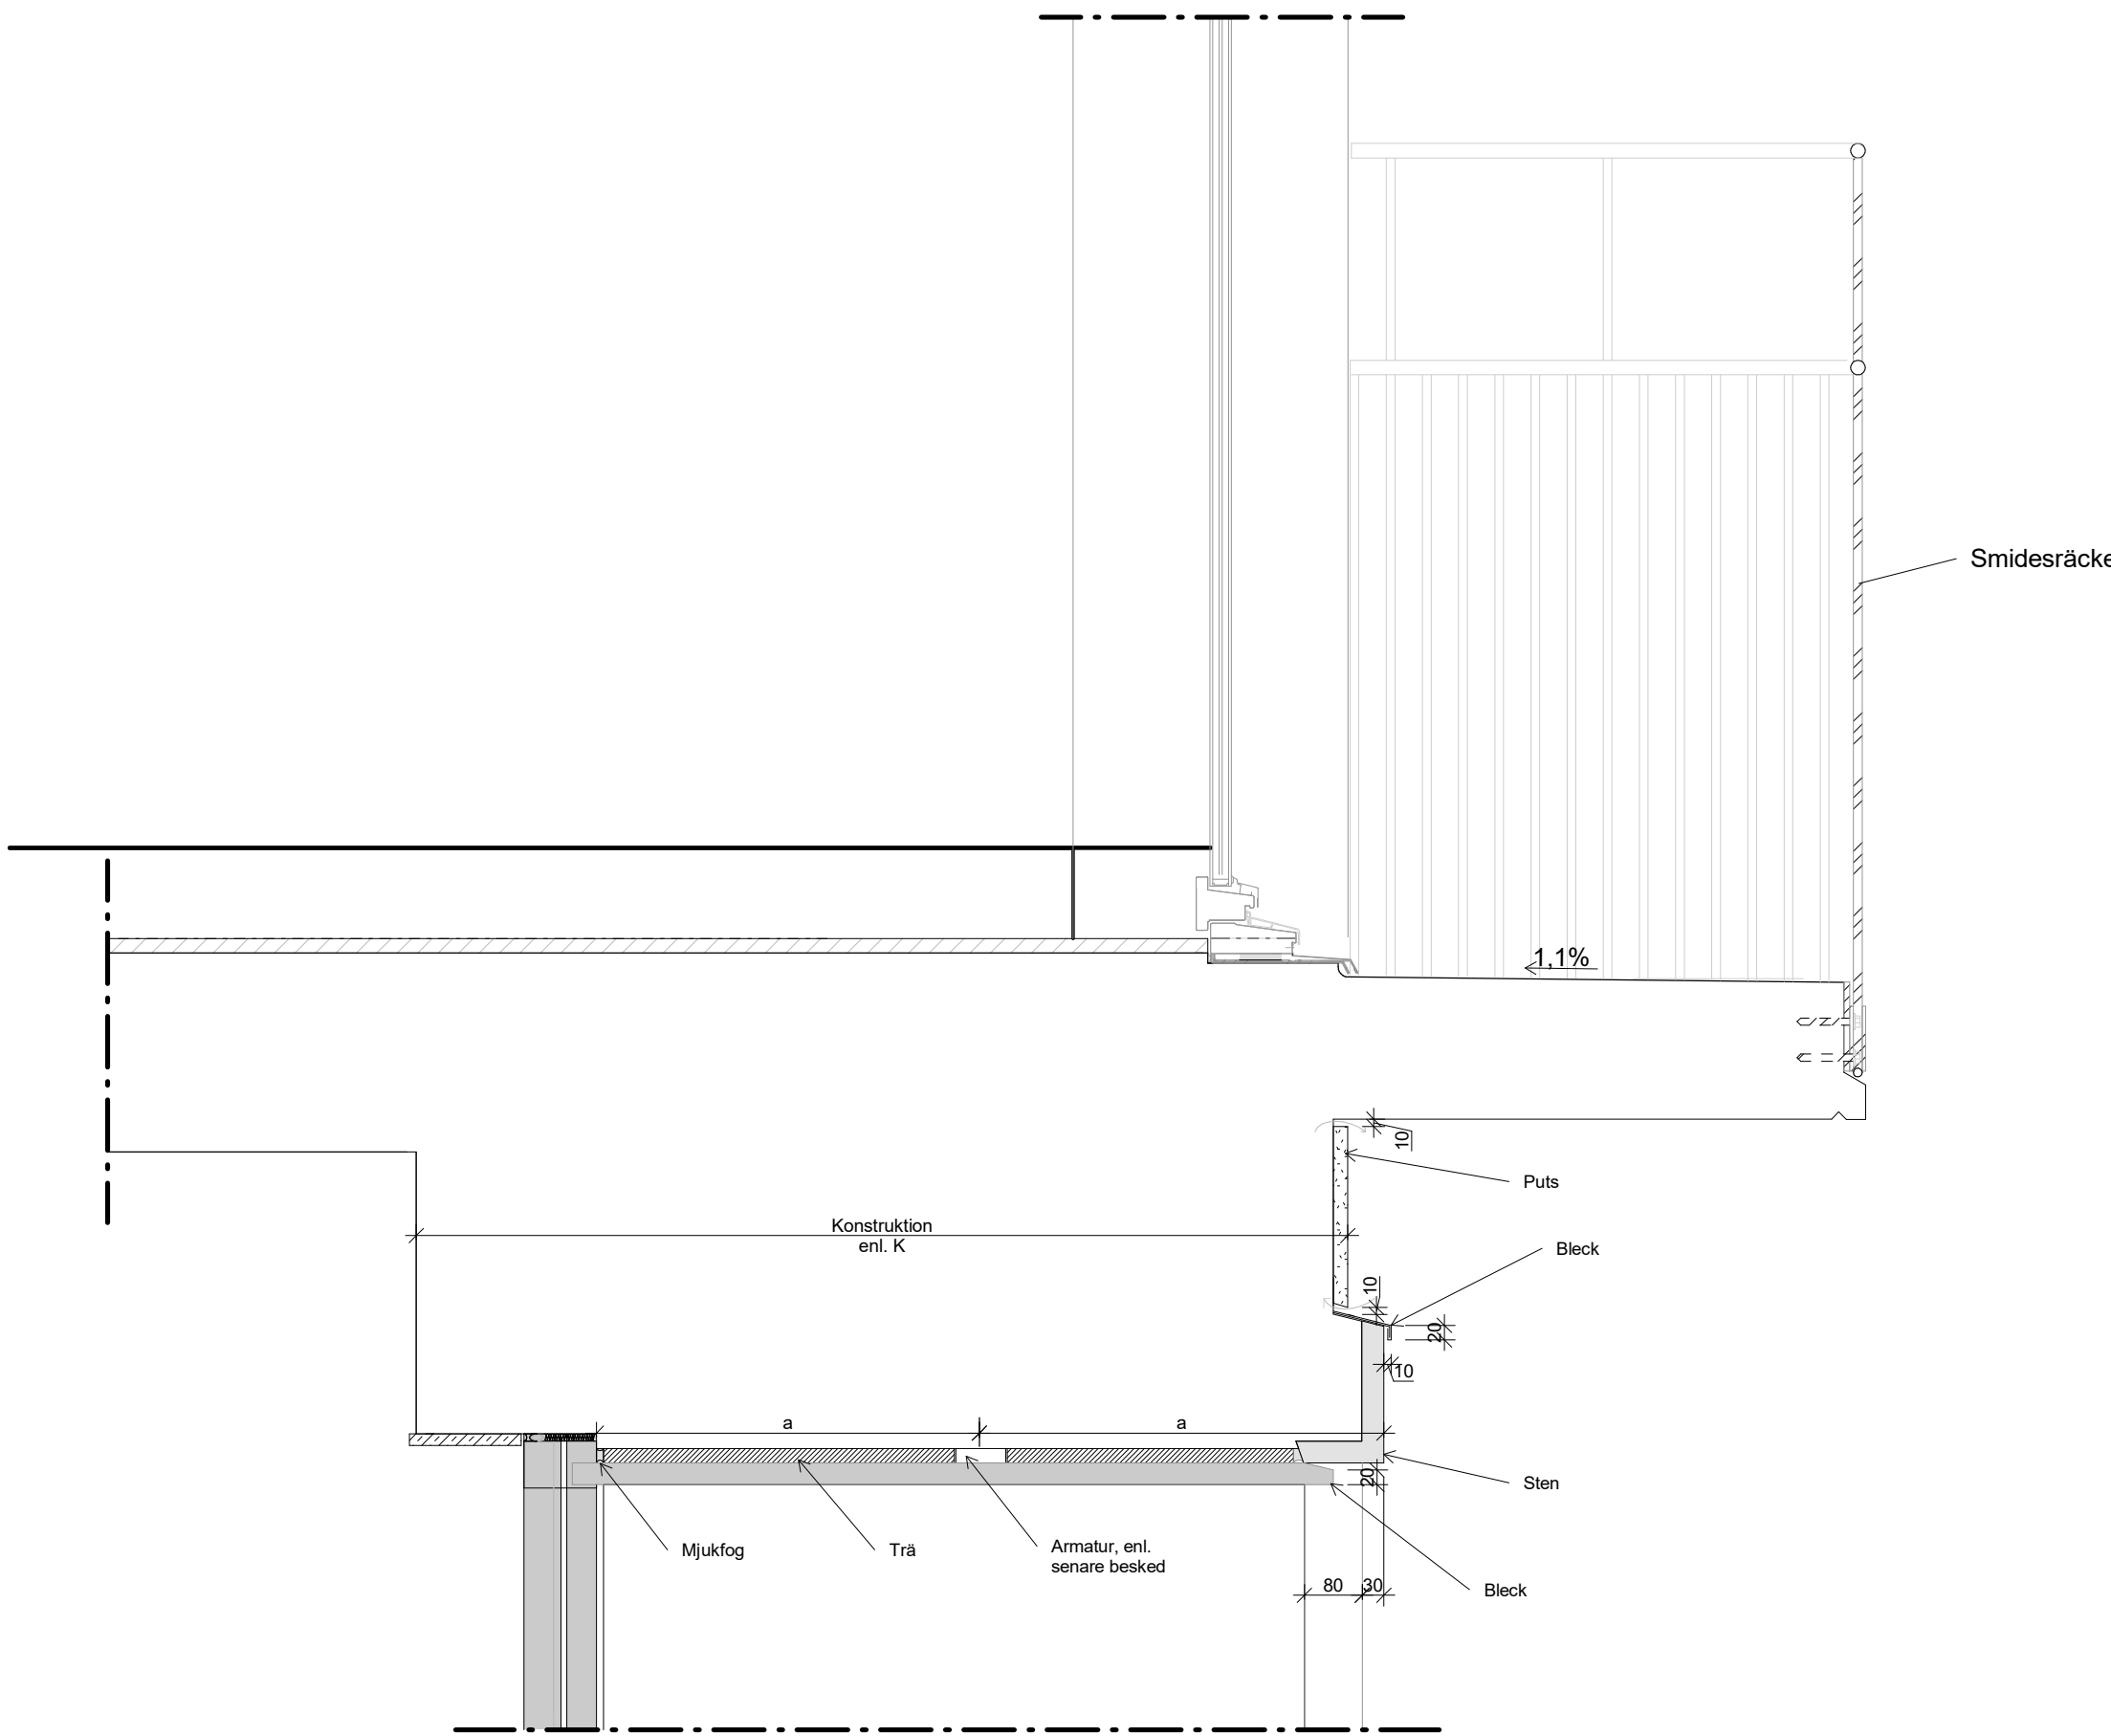 Smidesräcke
1,1%
10
Puts
Konstruktion
enl. K
Bleck
10
20
10
a
a
20
Sten
Mjukfog
Trä
Armatur, enl.
senare besked
80
30
Bleck